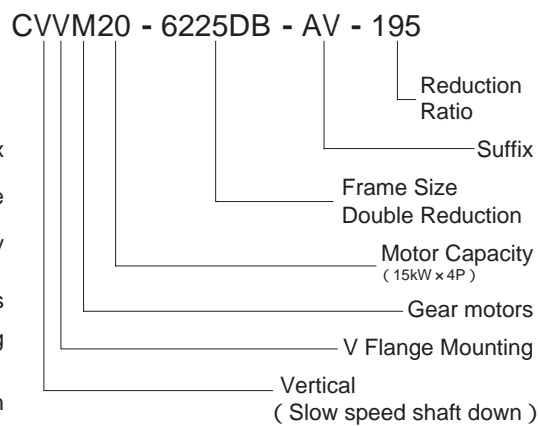 CVVM20 - 6225DB - AV - 195
Reduction
Ratio
x
Suffix
e
Frame Size
Double Reduction
y
Motor Capacity
( 15kW × 4P )
s
Gear motors
g
V Flange Mounting
n
Vertical
( Slow speed shaft down )